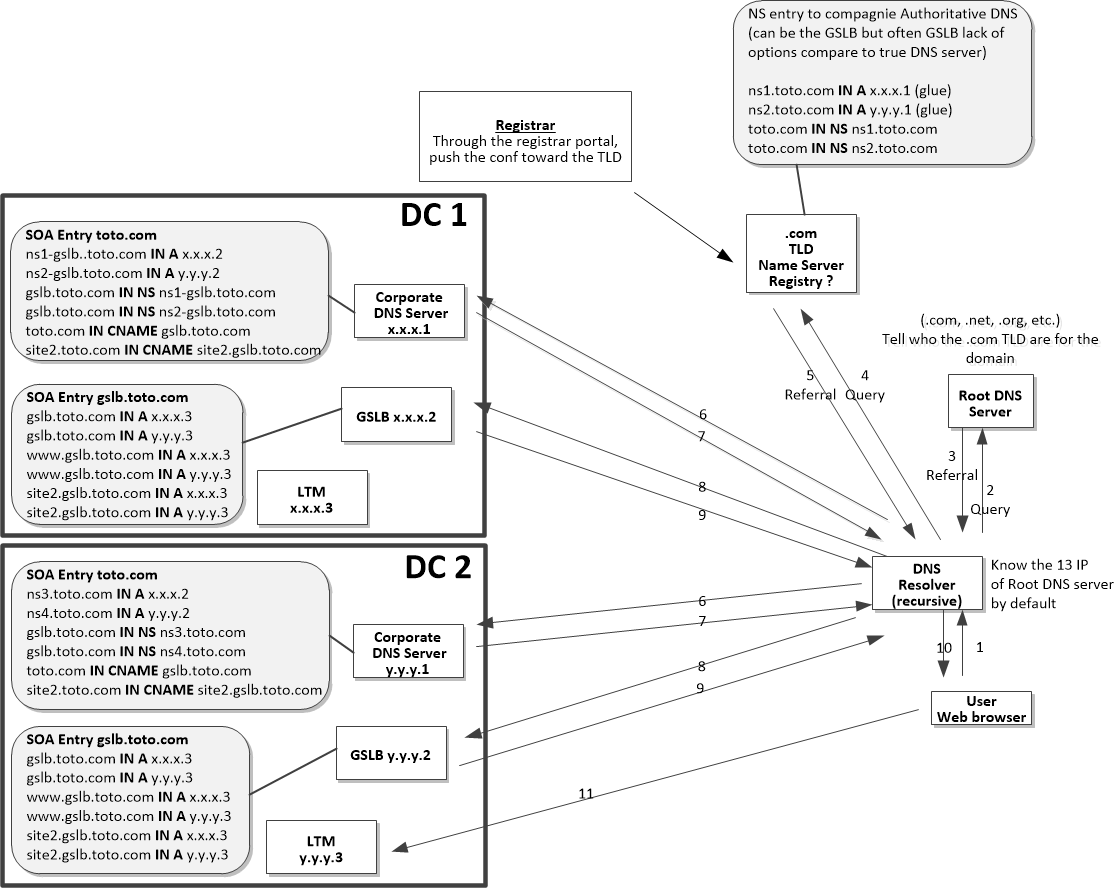 NS entry to compagnie Authoritative DNS
(can be the GSLB but often GSLB lack of
options compare to true DNS server)
ns1.toto.com IN A x.x.x.1 (glue)
ns2.toto.com IN A y.y.y.1 (glue)
toto.com IN NS ns1.toto.com
toto.com IN NS ns2.toto.com
Registrar
Through the registrar portal,
push the conf toward the TLD
.com
TLD
Name Server
Registry ?
DC 1
SOA Entry toto.com
ns1-gslb..toto.com IN A x.x.x.2
ns2-gslb.toto.com IN A y.y.y.2
gslb.toto.com IN NS ns1-gslb.toto.com
gslb.toto.com IN NS ns2-gslb.toto.com
toto.com IN CNAME gslb.toto.com
site2.toto.com IN CNAME site2.gslb.toto.com
Corporate
DNS Server
x.x.x.1
SOA Entry gslb.toto.com
gslb.toto.com IN A x.x.x.3
gslb.toto.com IN A y.y.y.3
www.gslb.toto.com IN A x.x.x.3
www.gslb.toto.com IN A y.y.y.3
site2.gslb.toto.com IN A x.x.x.3
site2.gslb.toto.com IN A y.y.y.3
GSLB x.x.x.2
LTM
x.x.x.3
(.com, .net, .org, etc.)
Tell who the .com TLD are for the
domain
Root DNS
Server
5
Referral
4
Query
3
Referral
2
Query
6
7
8
9
DC 2
SOA Entry toto.com
ns3.toto.com IN A x.x.x.2
ns4.toto.com IN A y.y.y.2
gslb.toto.com IN NS ns3.toto.com
gslb.toto.com IN NS ns4.toto.com
toto.com IN CNAME gslb.toto.com
site2.toto.com IN CNAME site2.gslb.toto.com
Corporate
DNS Server
y.y.y.1
SOA Entry gslb.toto.com
gslb.toto.com IN A x.x.x.3
gslb.toto.com IN A y.y.y.3
www.gslb.toto.com IN A x.x.x.3
www.gslb.toto.com IN A y.y.y.3
site2.gslb.toto.com IN A x.x.x.3
site2.gslb.toto.com IN A y.y.y.3
GSLB y.y.y.2
LTM
y.y.y.3
DNS
Resolver
(recursive)
Know the 13 IP
of Root DNS server
by default
6
7
8
9
10
1
User
Web browser
11